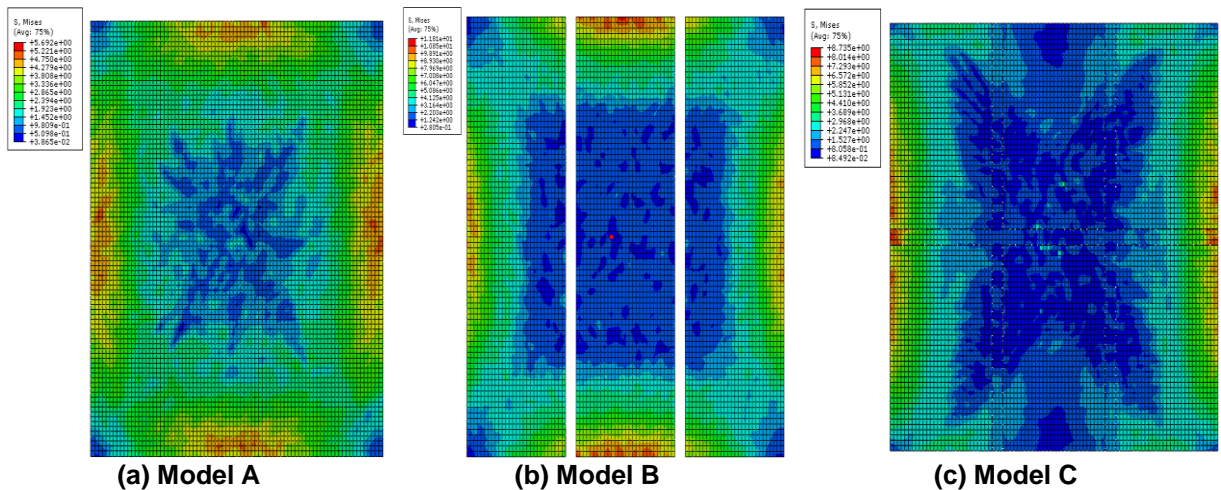 S, Mises
(Avg: 75%)
+5.692e+00
+5.221e+00
+4.750e+00
+4.279e+00
+3.808e+00
+3.336e+00
+2.865e+00
+2.394e+00
+1.923e+00
+1.452e+00
+9.809e-01
+5.098e-01
+3.865e-02
S, Mises
(Avg: 75%)
+1.181e+01
+1.085e+01
+9.891e+00
+8.930e+00
+7.969e+00
+7.008e+00
+6.047e+00
+5.086e+00
+4.125e+00
+3.164e+00
+2.203e+00
+1.242e+00
+2.805e-01
S, Mises
(Avg: 75%)
+8.735e+00
+8.014e+00
+7.293e+00
+6.572e+00
+5.852e+00
+5.131e+00
+4.410e+00
+3.689e+00
+2.968e+00
+2.247e+00
+1.527e+00
+8.058e-01
+8.492e-02
(a) Model A
(b) Model B
(c) Model C